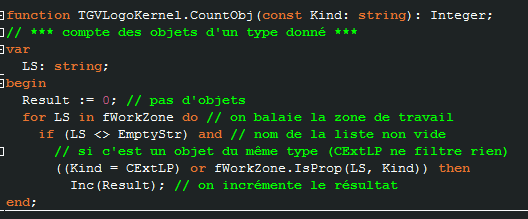 function TGVLogoKernel.CountObj(const Kind: string): Integer;
// *** compte des objets d'un type donné ***
var
LS: string;
begin
Result := 0; // pas d'objets
for LS in fWorkZone do // on balaie la zone de travail
if (LS <> EmptyStr) and // nom de la liste non vide
// si c'est un objet du même type (CExtLP ne filtre rien)
((Kind = CExtLP) or fWorkZone.IsProp(LS, Kind)) then
Inc(Result); // on incrémente le résultat
end;